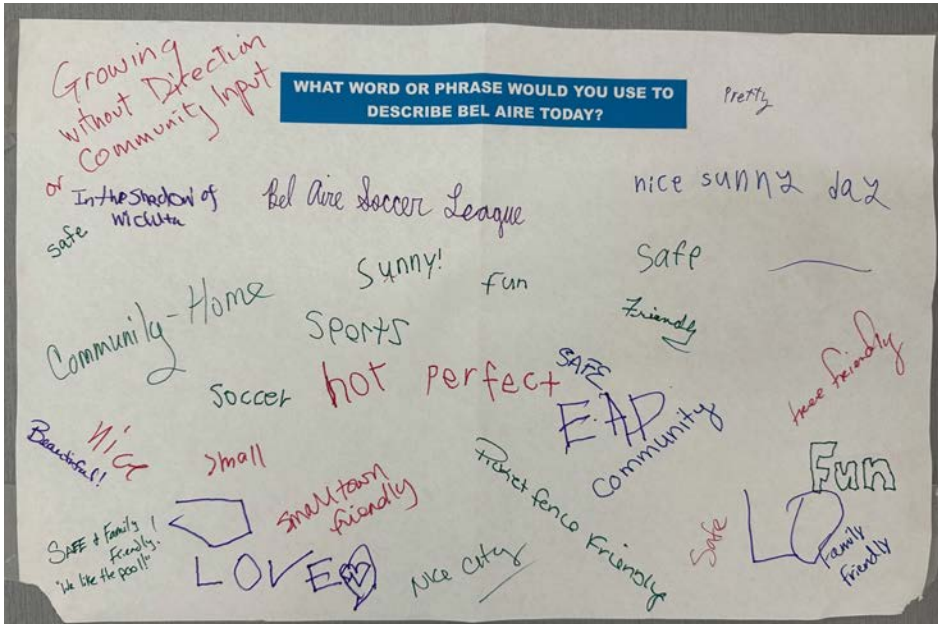 WHAT WORD OR PHRASE WOULD YOU USE TO
DESCRIBE BEL AIRE TODAY?
Growing
without Direction
or Community Input
Pretty
In the Shadow of
Wichita
Bel Aire Soccer League
nice sunny day
safe
Sunny!
fun
Safe
Community-Home
Sports
Friendly
soccer
hot
perfect
SAFE
community
tree friendly
Beautiful!
Nice
small
small town
friendly
Picket fence Friendly
Fun
SAFE & Family
Friendly!
"We like the pool!"
LOVE
Nice City
Safe
Family
Friendly